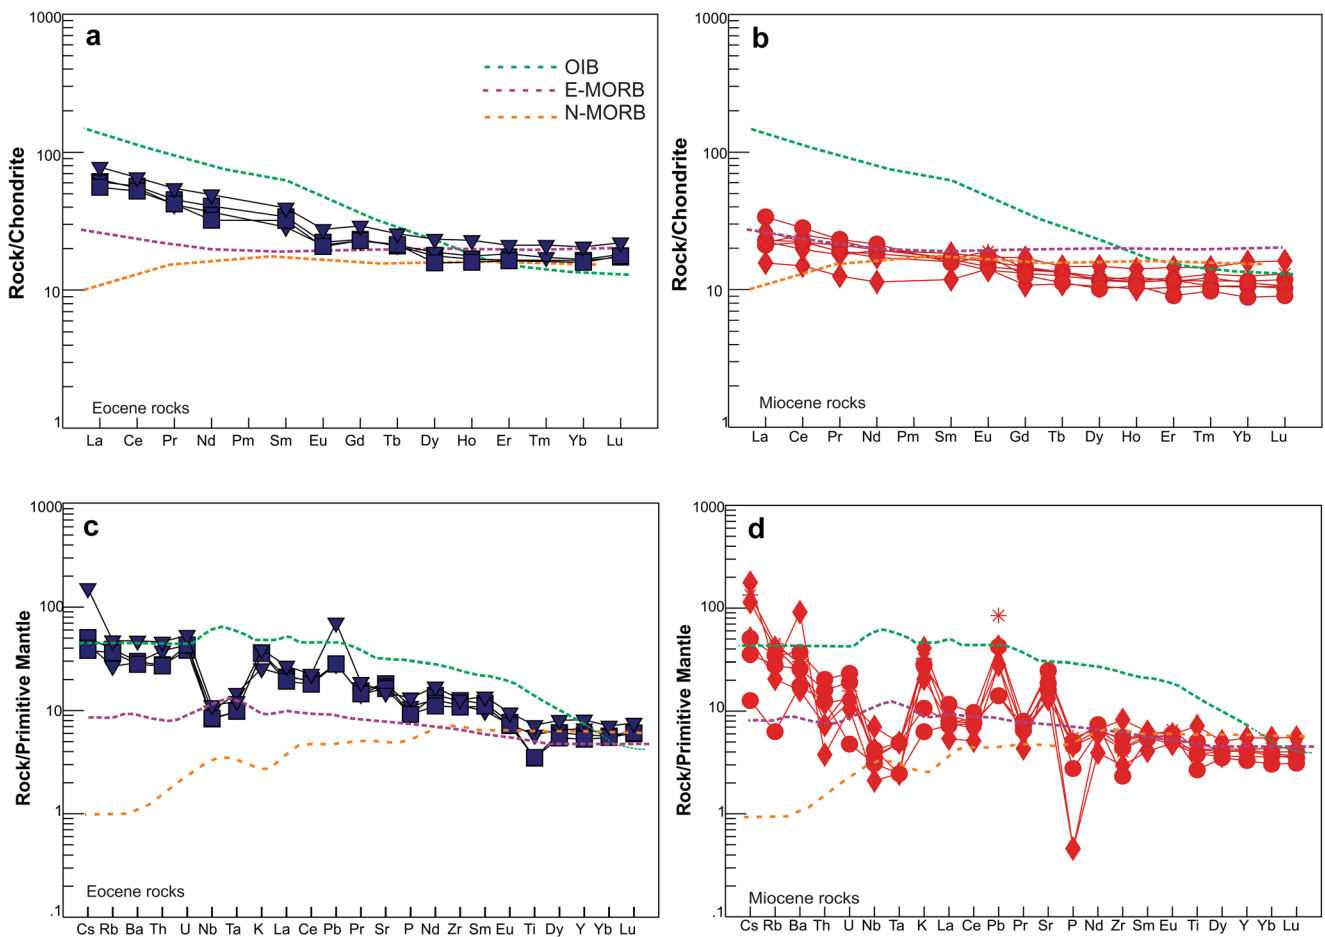 a
1000
100
10
1
Rock/Chondrite
OIB
E-MORB
N-MORB
Eocene rocks
La Ce Pr Nd Pm Sm Eu Gd Tb Dy Ho Er Tm Yb Lu
b
1000
100
10
1
Rock/Chondrite
Miocene rocks
La Ce Pr Nd Pm Sm Eu Gd Tb Dy Ho Er Tm Yb Lu
c
1000
100
10
1
.1
Rock/Primitive Mantle
Eocene rocks
Cs Rb Ba Th U Nb Ta K La Ce Pb Pr Sr P Nd Zr Sm Eu Ti Dy Y Yb Lu
d
1000
100
10
1
.1
Rock/Primitive Mantle
Miocene rocks
Cs Rb Ba Th U Nb Ta K La Ce Pb Pr Sr P Nd Zr Sm Eu Ti Dy Y Yb Lu